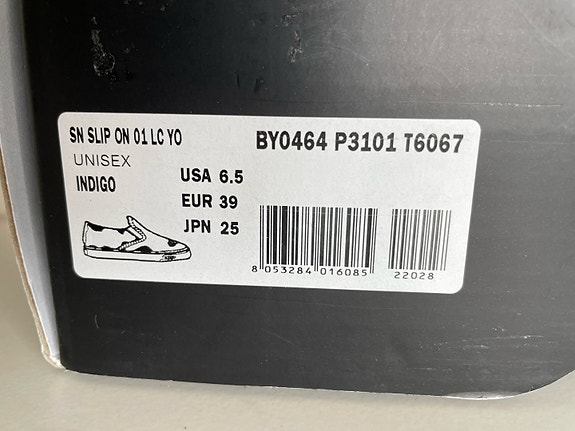 SN SLIP ON 01 LC YO
UNISEX
INDIGO
BY0464 P3101 T6067
USA 6.5
EUR 39
JPN 25
8 053284 016085
22028